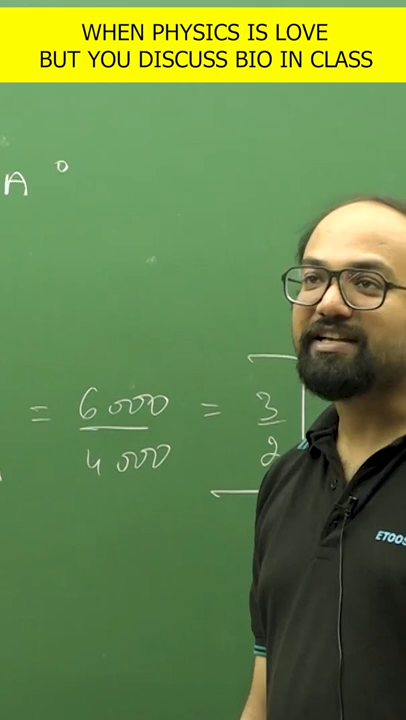 WHEN PHYSICS IS LOVE
BUT YOU DISCUSS BIO IN CLASS
A°
= 6000 = 3
4000 2
ETOOS